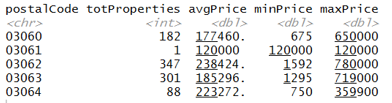 postalCode totProperties avgPrice minPrice maxPrice
<chr> <int> <dbl> <dbl> <dbl>
03060 182 177460. 675 650000
03061 1 120000 120000 120000
03062 347 238424. 1592 780000
03063 301 185296. 1295 719000
03064 88 223272. 750 359900